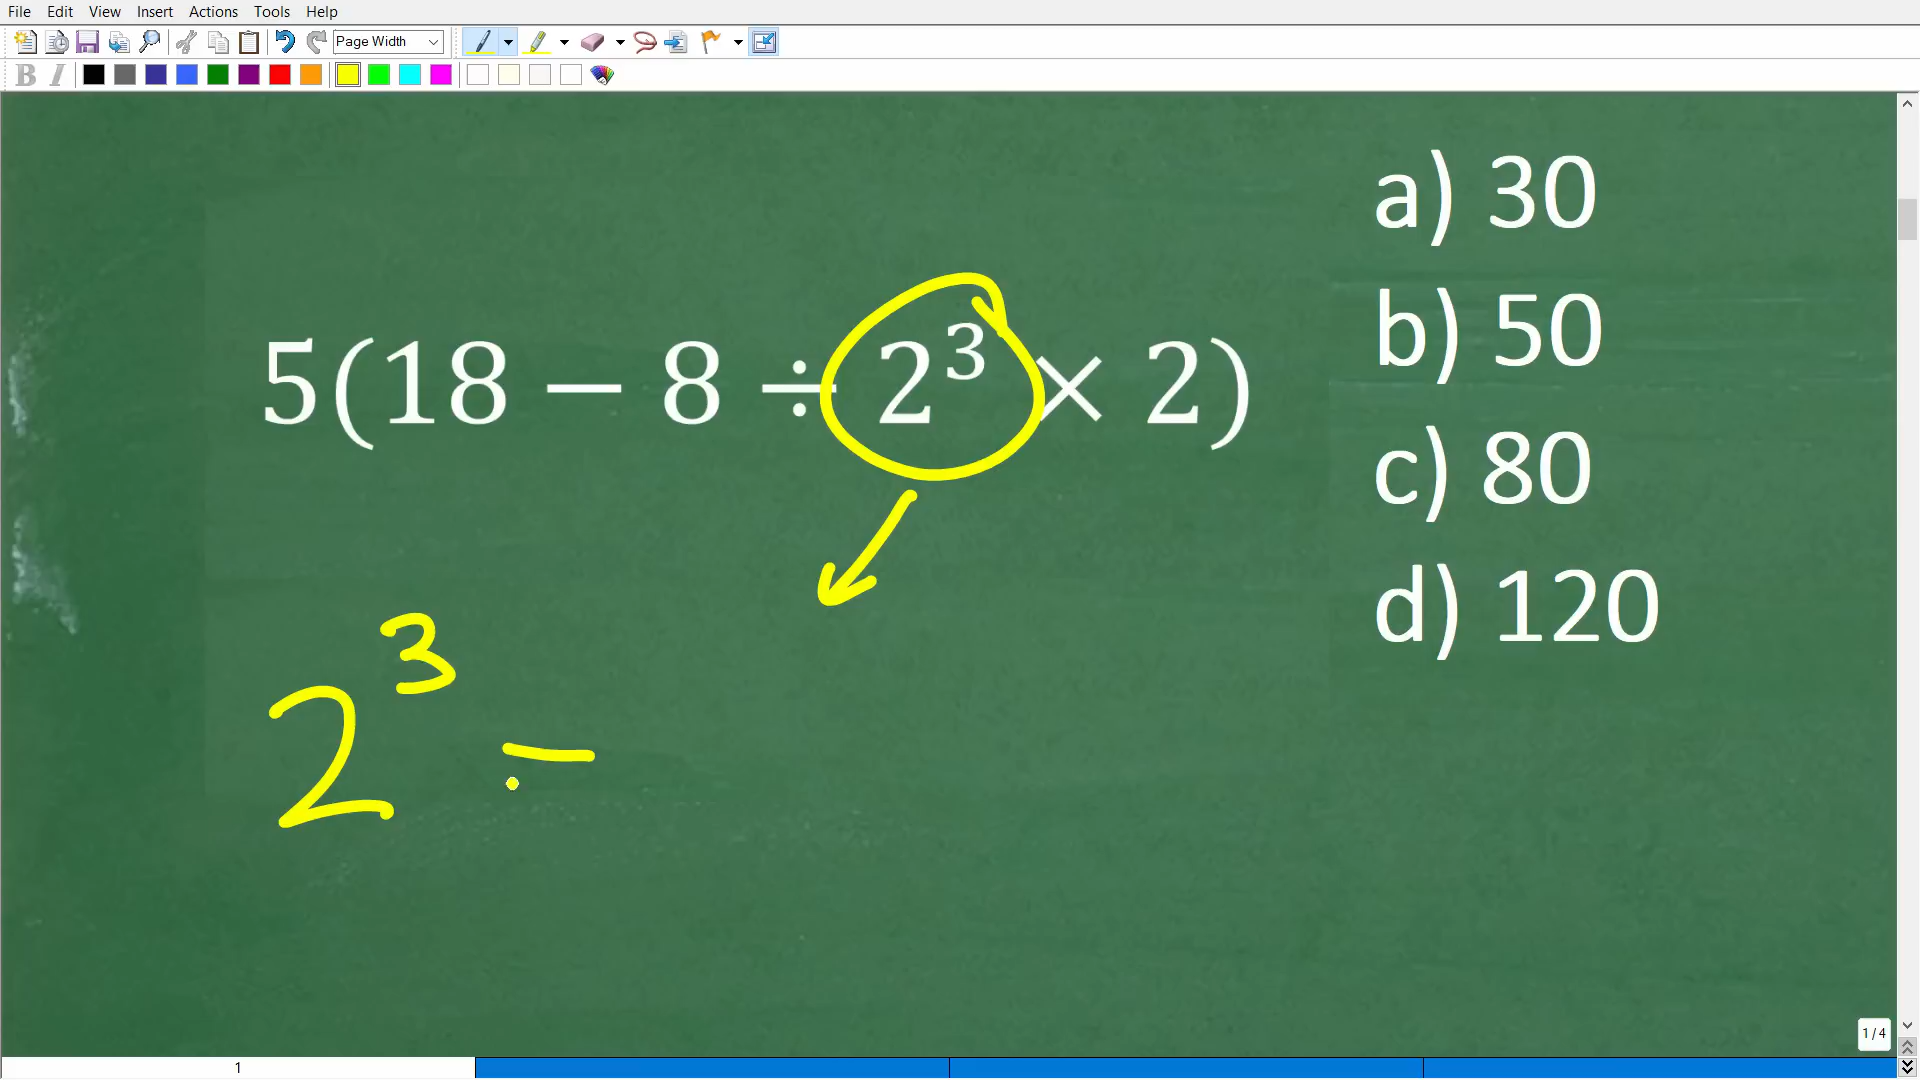 File Edit View Insert Actions Tools Help
Page Width
B I
a) 30
5(18 − 8 ÷ 2³ × 2)
b) 50
c) 80
d) 120
2³ =
1 / 4
1